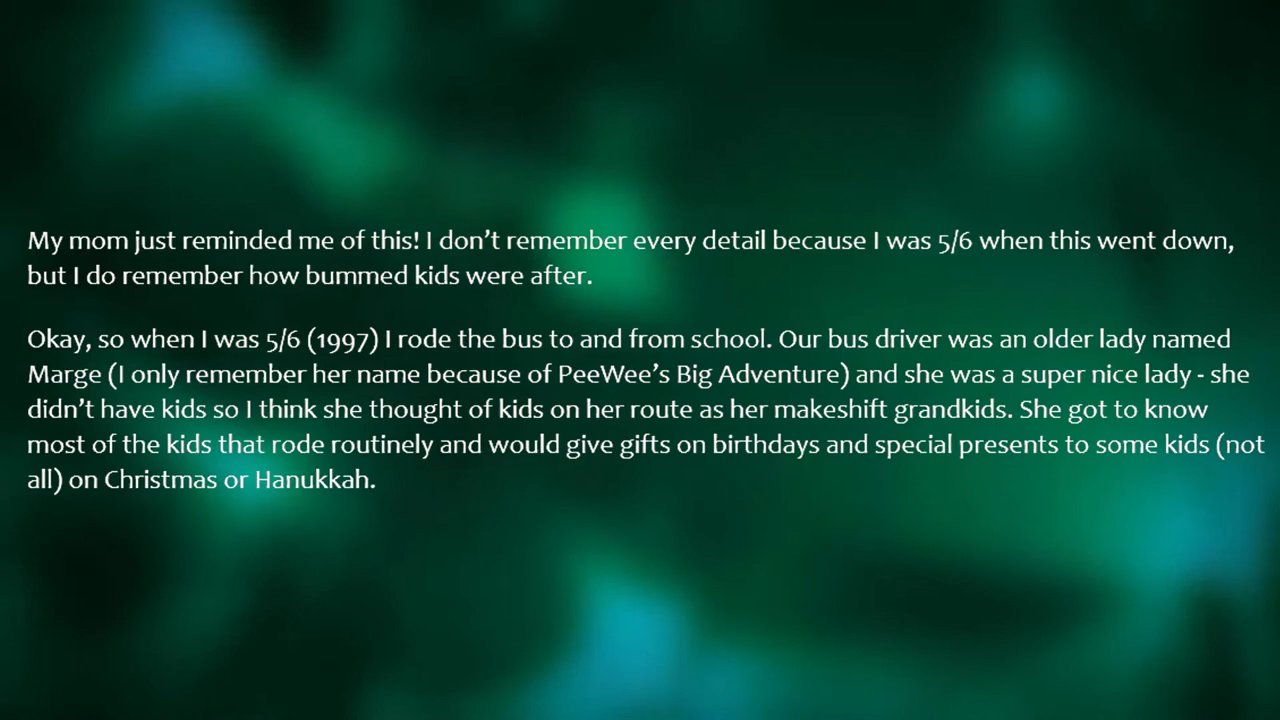 My mom just reminded me of this! I don’t remember every detail because I was 5/6 when this went down,
but I do remember how bummed kids were after.
Okay, so when I was 5/6 (1997) I rode the bus to and from school. Our bus driver was an older lady named
Marge (I only remember her name because of PeeWee’s Big Adventure) and she was a super nice lady - she
didn’t have kids so I think she thought of kids on her route as her makeshift grandkids. She got to know
most of the kids that rode routinely and would give gifts on birthdays and special presents to some kids (not
all) on Christmas or Hanukkah.